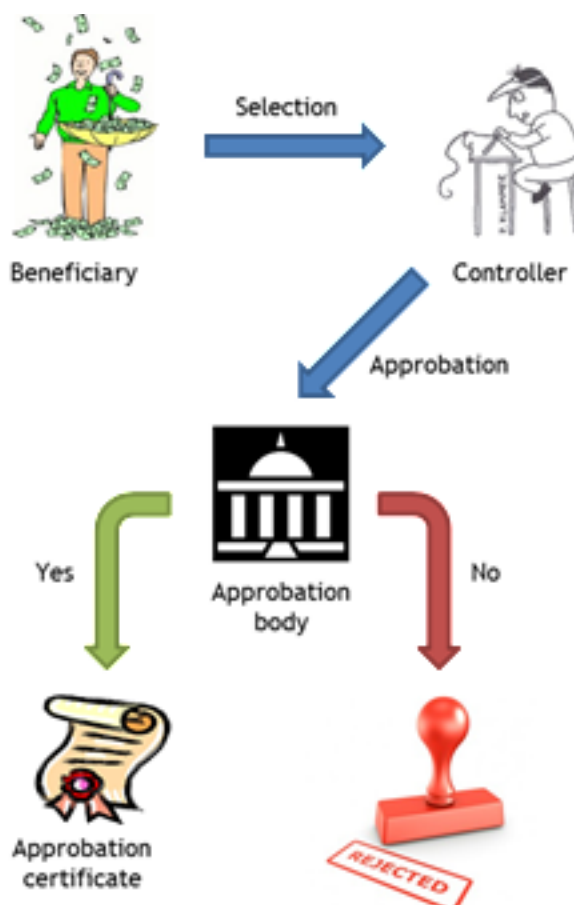 Selection
Beneficiary
Controller
Approbation
Yes
No
Approbation
body
Approbation
certificate
REJECTED